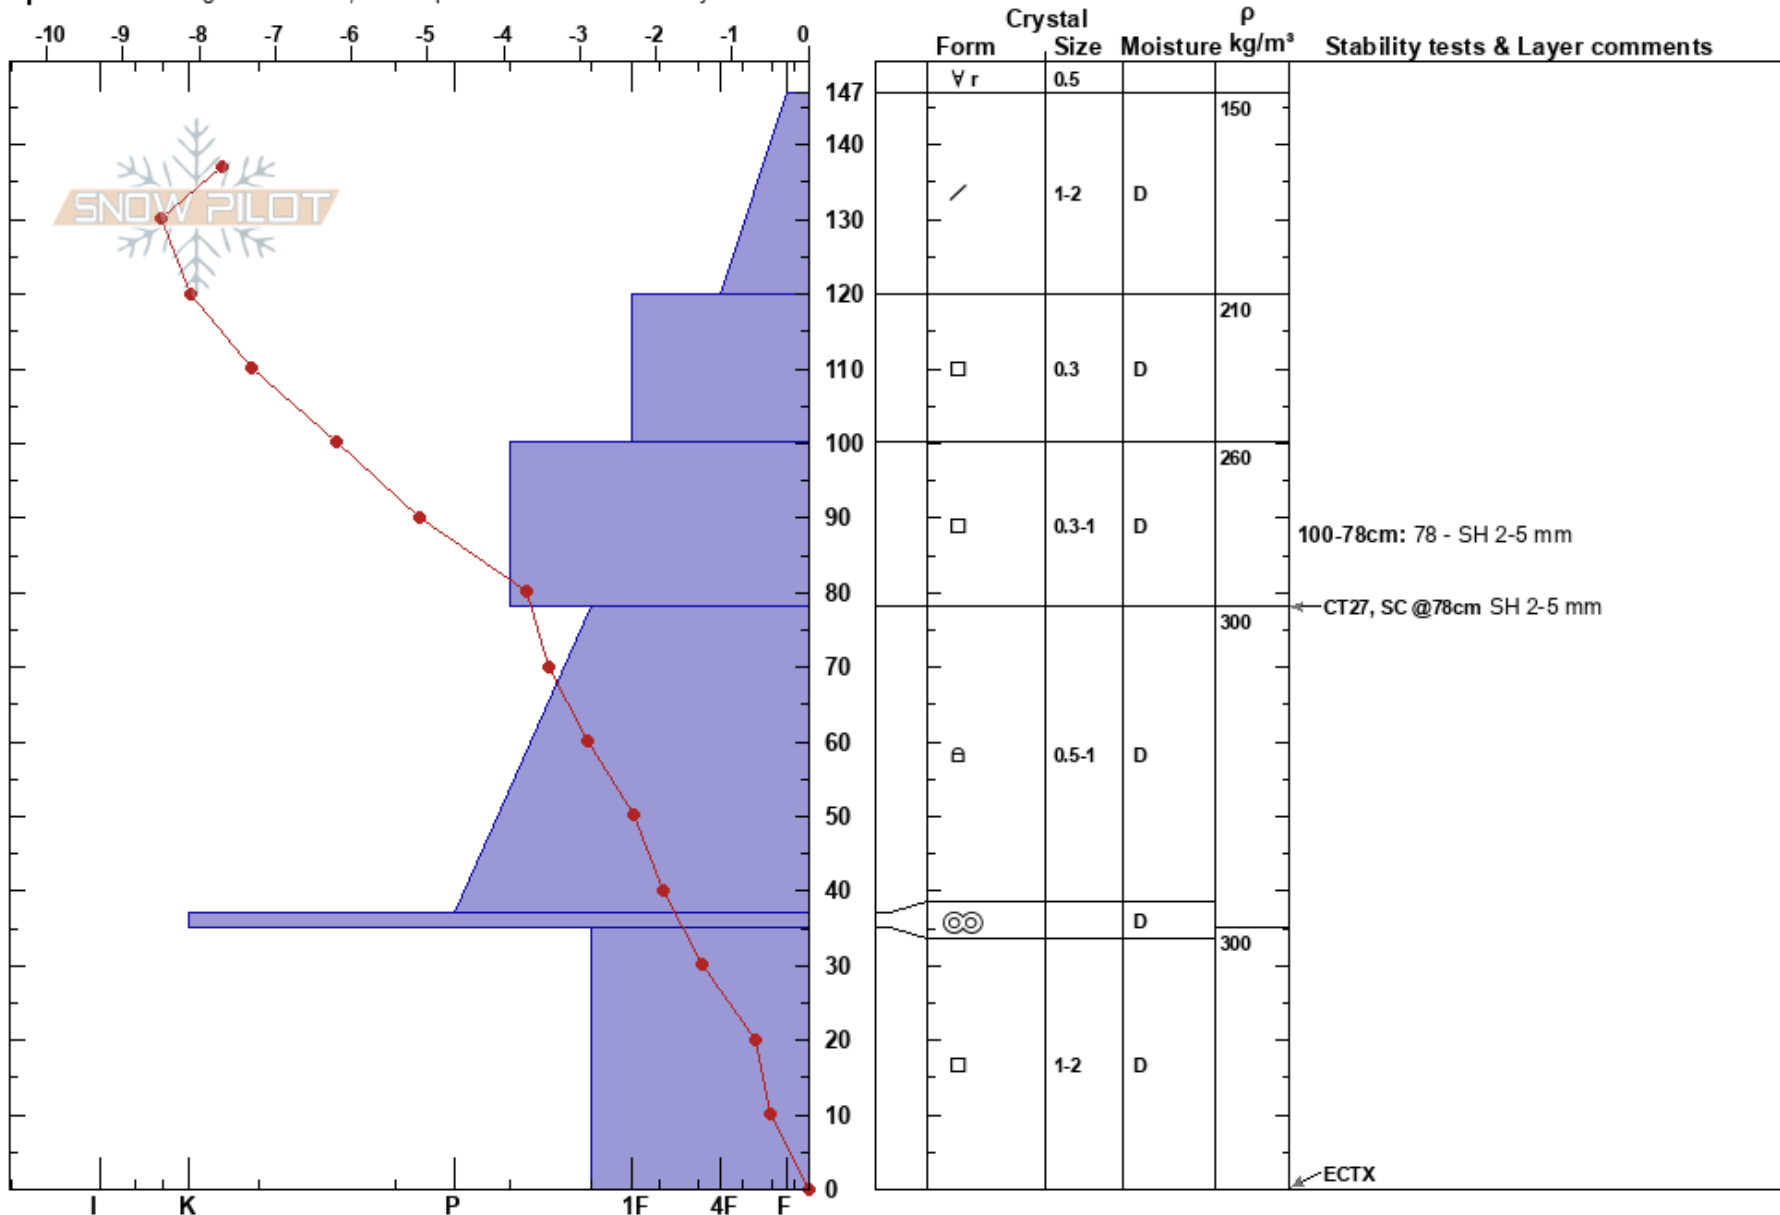 -10 -9 -8 -7 -6 -5 -4 -3 -2 -1 0
Crystal
Form Size Moisture ρ kg/m³ Stability tests & Layer comments
147
140
130
120
110
100
90
80
70
60
50
40
30
20
10
0
SNOW PILOT
I K P 1F 4F F
r 0.5
150
1-2 D
210
0.3 D
260
0.3-1 D
100-78cm: 78 - SH 2-5 mm
CT27, SC @78cm SH 2-5 mm
300
0.5-1 D
D
300
1-2 D
ECTX